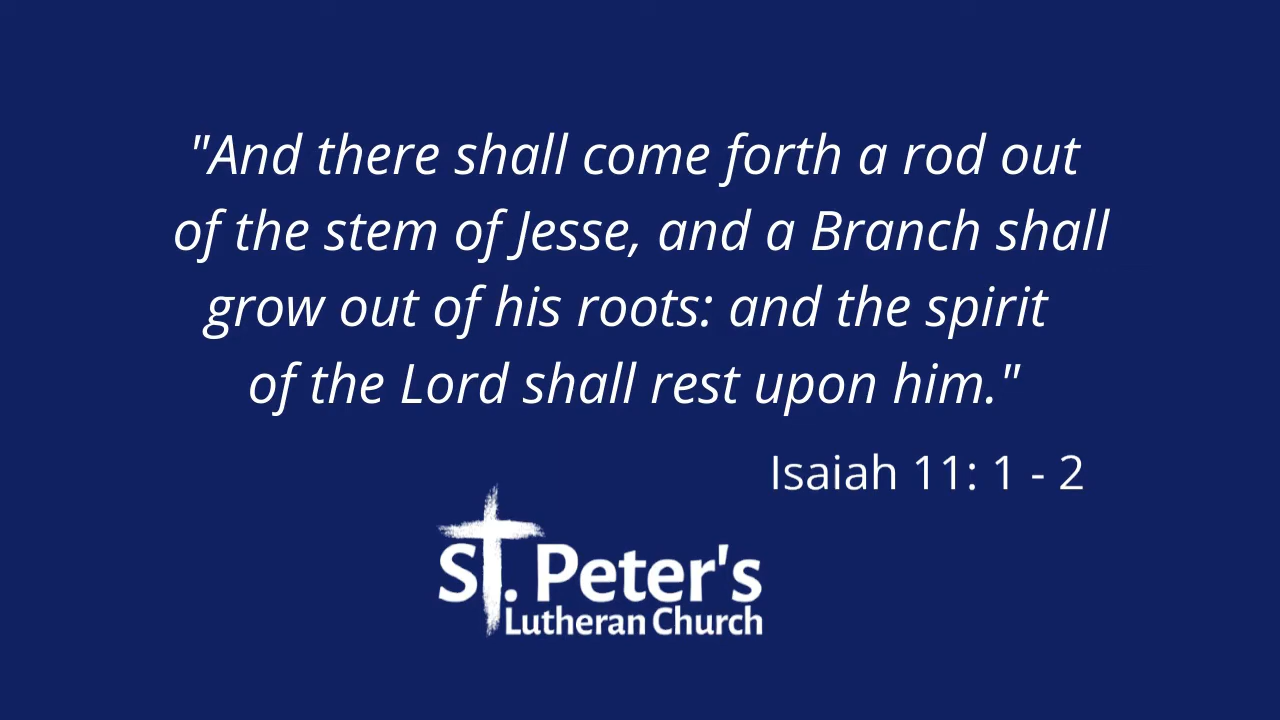 "And there shall come forth a rod out
of the stem of Jesse, and a Branch shall
grow out of his roots: and the spirit
of the Lord shall rest upon him."
Isaiah 11: 1 - 2
St. Peter's
Lutheran Church